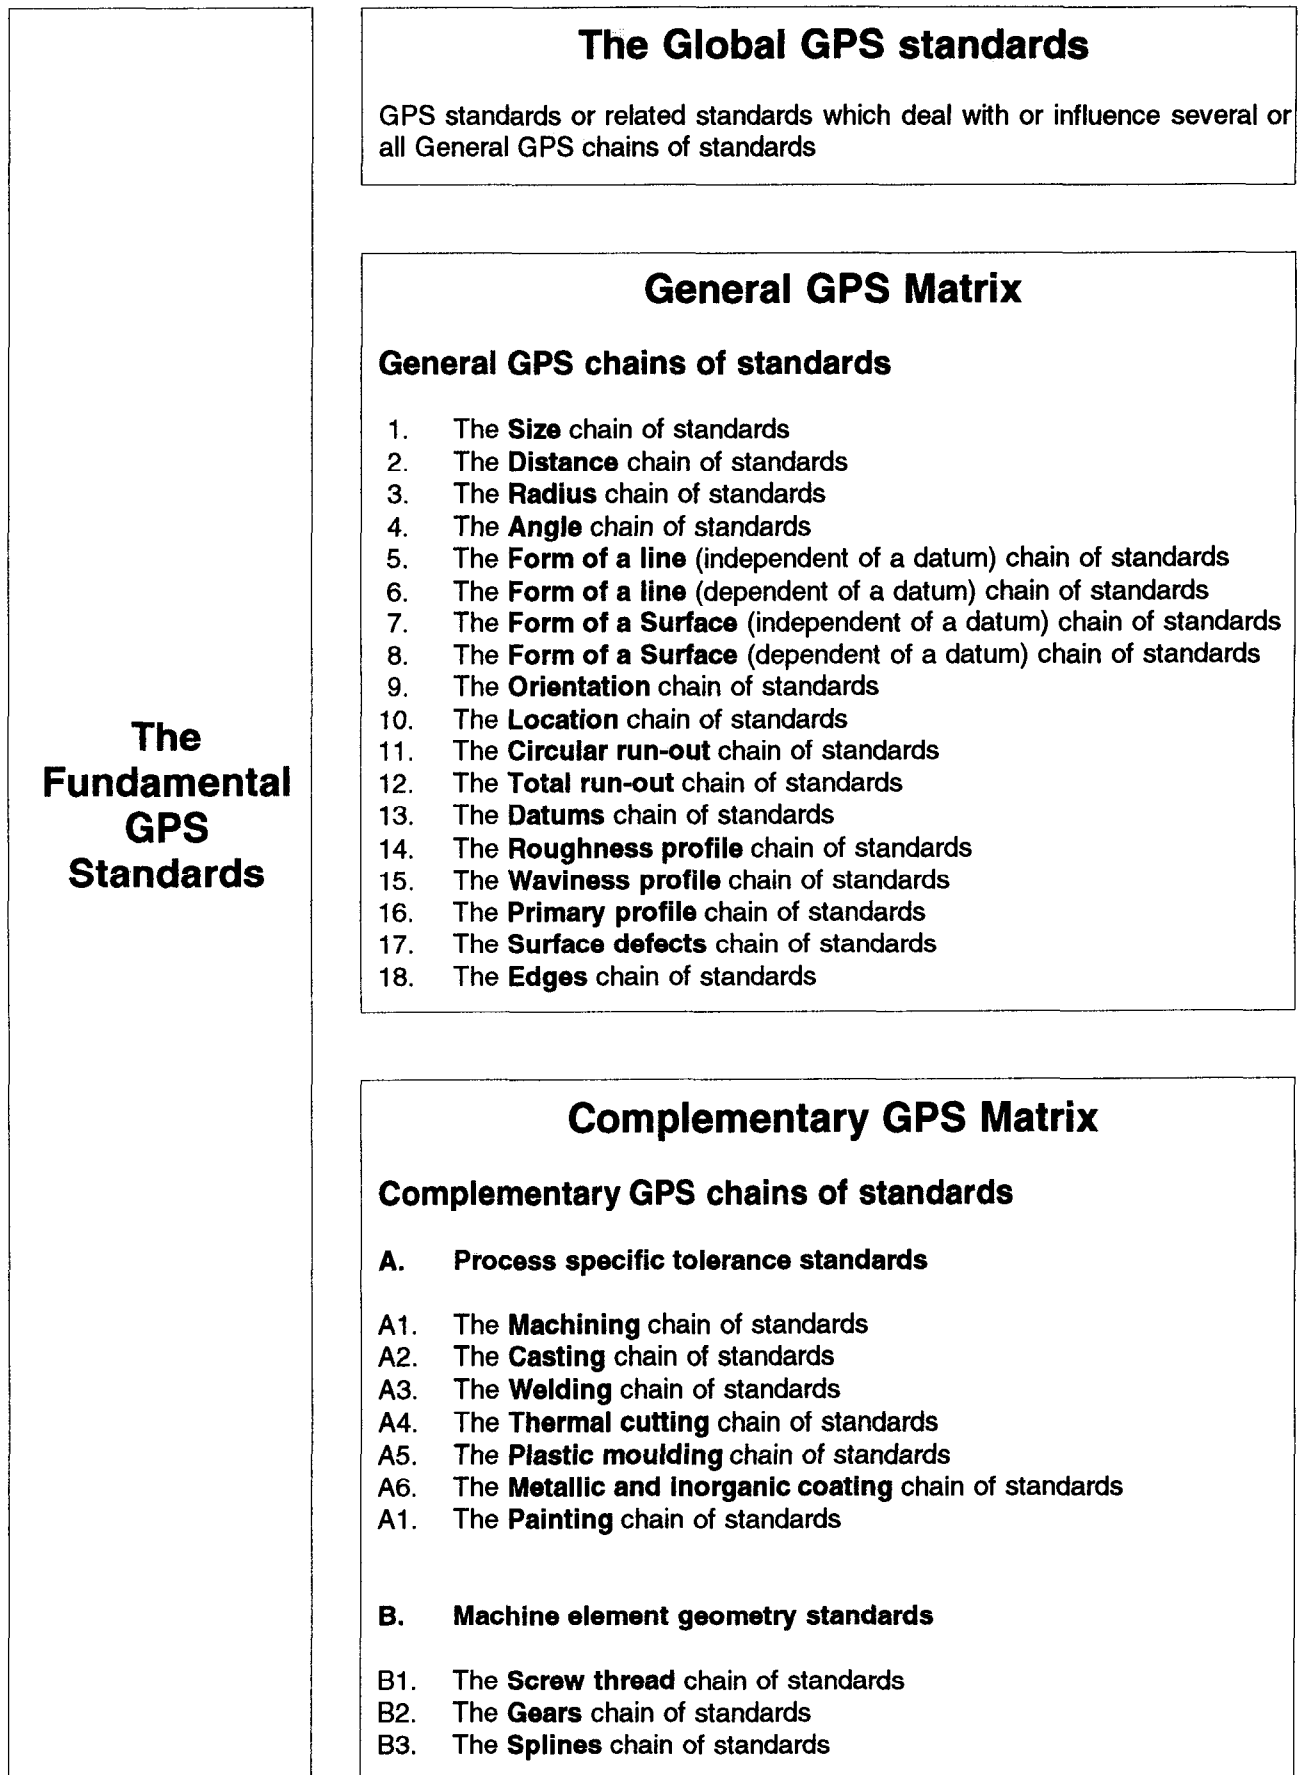 The Fundamental
GPS
Standards
The Global GPS standards
GPS standards or related standards which deal with or influence several or
all General GPS chains of standards
General GPS Matrix
General GPS chains of standards
1. The Size chain of standards
2. The Distance chain of standards
3. The Radius chain of standards
4. The Angle chain of standards
5. The Form of a line (independent of a datum) chain of standards
6. The Form of a line (dependent of a datum) chain of standards
7. The Form of a Surface (independent of a datum) chain of standards
8. The Form of a Surface (dependent of a datum) chain of standards
9. The Orientation chain of standards
10. The Location chain of standards
11. The Circular run-out chain of standards
12. The Total run-out chain of standards
13. The Datums chain of standards
14. The Roughness profile chain of standards
15. The Waviness profile chain of standards
16. The Primary profile chain of standards
17. The Surface defects chain of standards
18. The Edges chain of standards
Complementary GPS Matrix
Complementary GPS chains of standards
A. Process specific tolerance standards
A1. The Machining chain of standards
A2. The Casting chain of standards
A3. The Welding chain of standards
A4. The Thermal cutting chain of standards
A5. The Plastic moulding chain of standards
A6. The Metallic and inorganic coating chain of standards
A1. The Painting chain of standards
B. Machine element geometry standards
B1. The Screw thread chain of standards
B2. The Gears chain of standards
B3. The Splines chain of standards